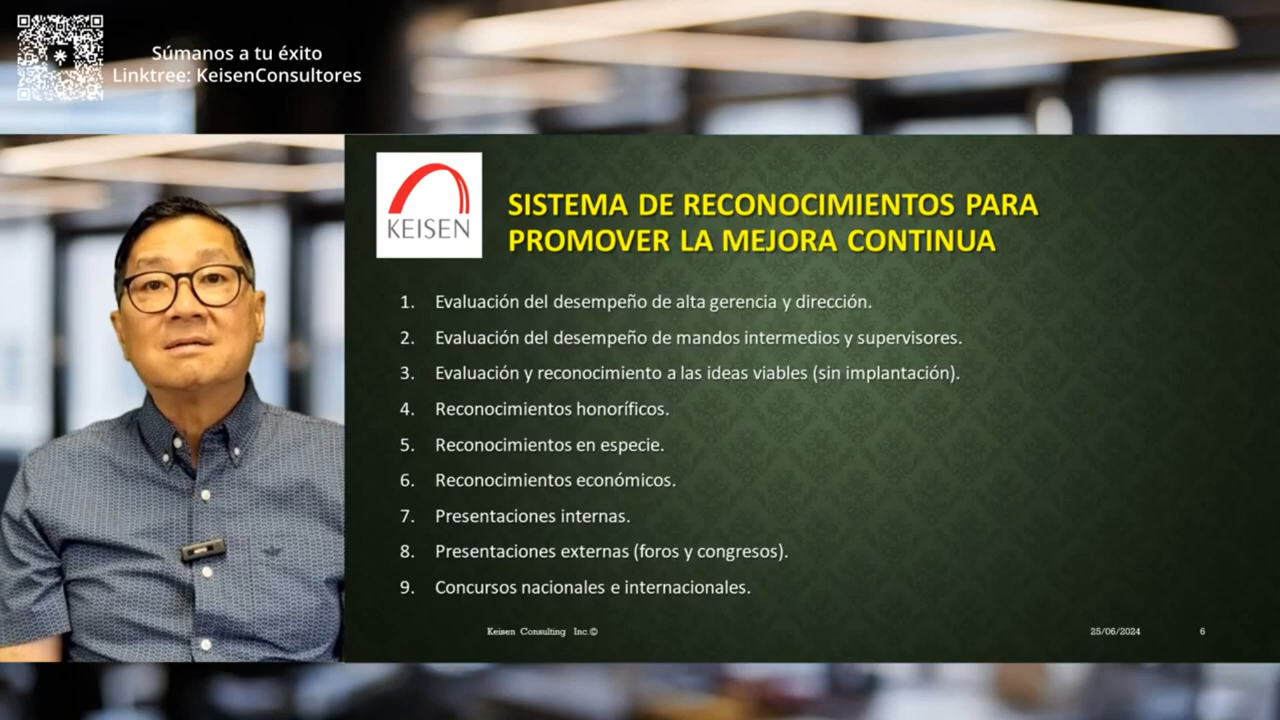 Súmanos a tu éxito
Linktree: KeisenConsultores
KEISEN
SISTEMA DE RECONOCIMIENTOS PARA
PROMOVER LA MEJORA CONTINUA
1. Evaluación del desempeño de alta gerencia y dirección.
2. Evaluación del desempeño de mandos intermedios y supervisores.
3. Evaluación y reconocimiento a las ideas viables (sin implantación).
4. Reconocimientos honoríficos.
5. Reconocimientos en especie.
6. Reconocimientos económicos.
7. Presentaciones internas.
8. Presentaciones externas (foros y congresos).
9. Concursos nacionales e internacionales.
Keisen Consulting Inc.© 25/06/2024 6